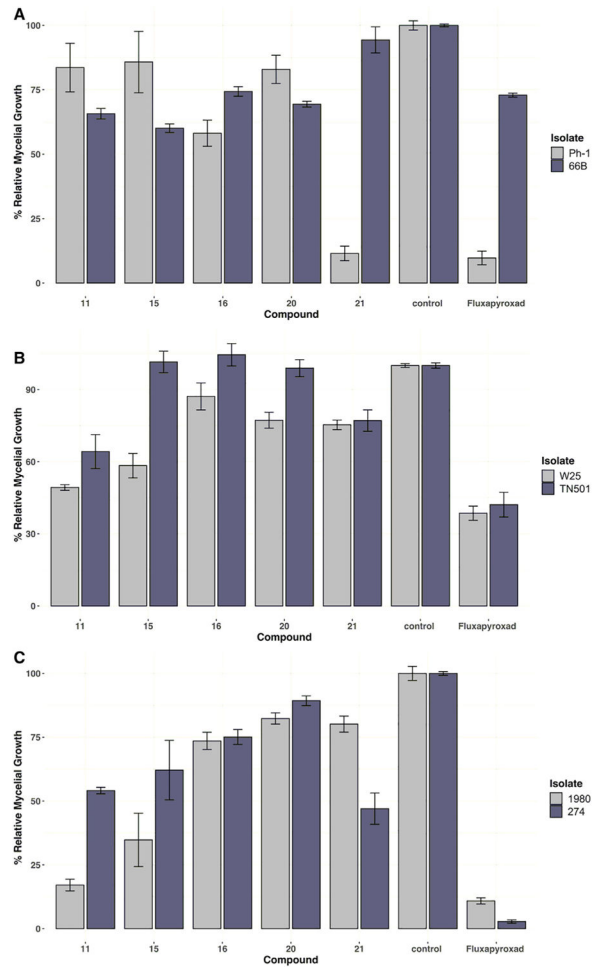 A
% Relative Mycelial Growth
100
75
50
25
0
11 15 16 20 21 control Fluxapyroxad
Compound
Isolate
Ph-1
66B
B
% Relative Mycelial Growth
90
60
30
0
11 15 16 20 21 control Fluxapyroxad
Compound
Isolate
W25
TN501
C
% Relative Mycelial Growth
100
75
50
25
0
11 15 16 20 21 control Fluxapyroxad
Compound
Isolate
1980
274